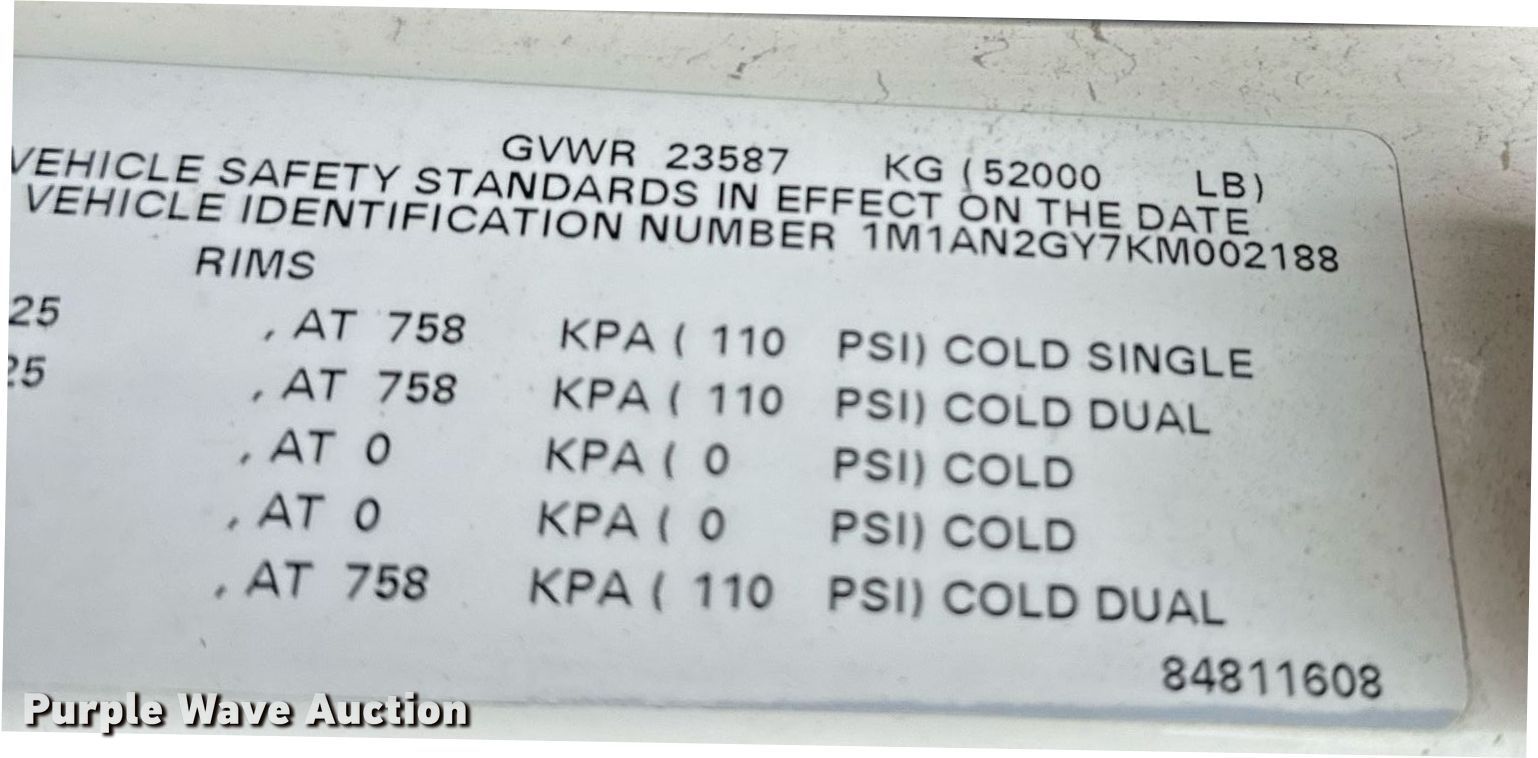 GVWR 23587 KG (52000 LB)
VEHICLE SAFETY STANDARDS IN EFFECT ON THE DATE
VEHICLE IDENTIFICATION NUMBER 1M1AN2GY7KM002188
RIMS
25 , AT 758 KPA ( 110 PSI) COLD SINGLE
25 , AT 758 KPA ( 110 PSI) COLD DUAL
, AT 0 KPA ( 0 PSI) COLD
, AT 0 KPA ( 0 PSI) COLD
, AT 758 KPA ( 110 PSI) COLD DUAL
84811608
Purple Wave Auction